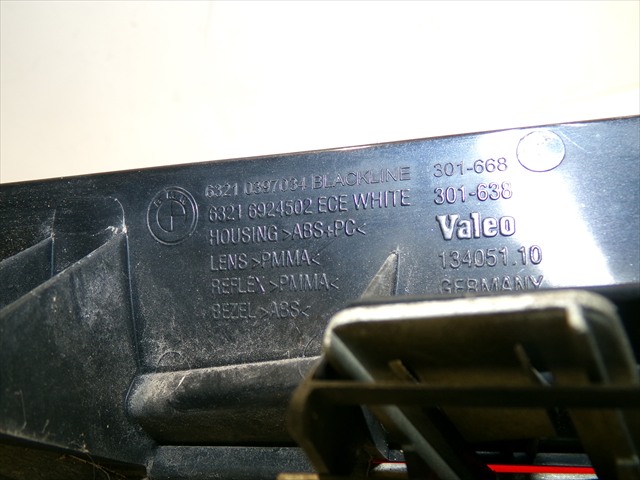 6321 0397034 BLACKLINE 301-668
6321 6924502 ECE WHITE 301-638
HOUSING >ABS+PC< Valeo
LENS >PMMA< 134051.10
REFLEX >PMMA< GERMANY
BEZEL >ABS<